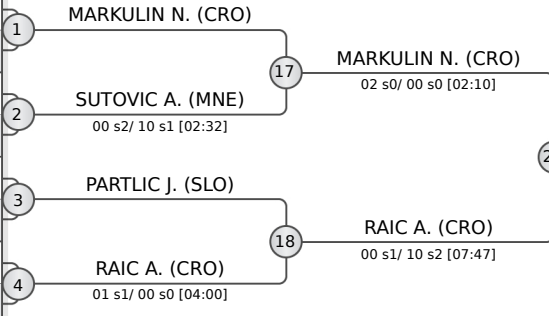 MARKULIN N. (CRO)
1
17
MARKULIN N. (CRO)
02 s0/ 00 s0 [02:10]
SUTOVIC A. (MNE)
2
00 s2/ 10 s1 [02:32]
PARTLIC J. (SLO)
3
18
RAIC A. (CRO)
00 s1/ 10 s2 [07:47]
RAIC A. (CRO)
4
01 s1/ 00 s0 [04:00]